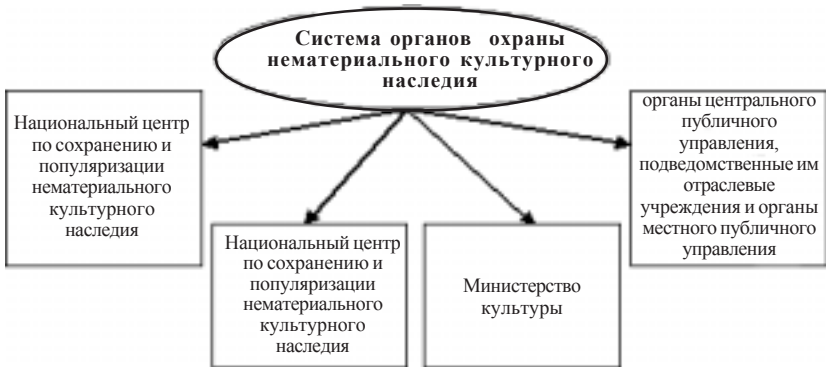 Система органов охраны
нематериального культурного
наследия
Национальный центр
по сохранению и
популяризации
нематериального
культурного
наследия
Национальный центр
по сохранению и
популяризации
нематериального
культурного
наследия
Министерство
культуры
органы центрального
публичного
управления,
подведомственные им
отраслевые
учреждения и органы
местного публичного
управления